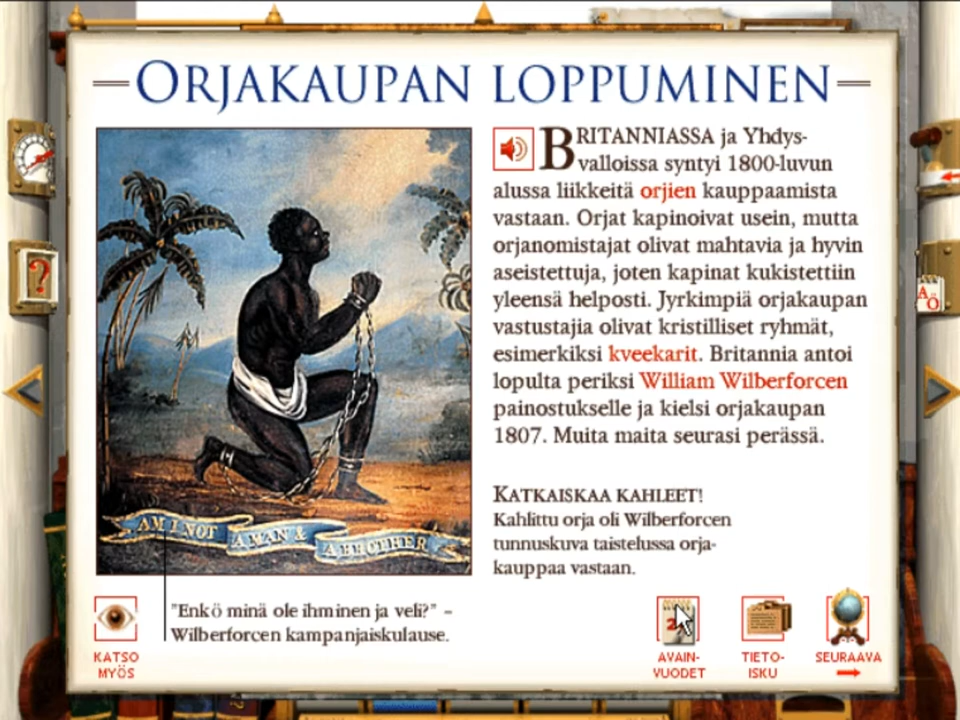 ORJAKAUPAN LOPPUMINEN
BRITANNIASSA ja Yhdys-
valloissa syntyi 1800-luvun
alussa liikkeitä orjien kauppaamista
vastaan. Orjat kapinoivat usein, mutta
orjanomistajat olivat mahtavia ja hyvin
aseistettuja, joten kapinat kukistettiin
yleensä helposti. Jyrkimpiä orjakaupan
vastustajia olivat kristilliset ryhmät,
esimerkiksi kveekarit. Britannia antoi
lopulta periksi William Wilberforcen
painostukselle ja kielsi orjakaupan
1807. Muita maita seurasi perässä.
KATKAISKAA KAHLEET!
Kahlittu orja oli Wilberforcen
tunnuskuva taistelussa orja-
kauppaa vastaan.
AM I NOT A MAN & A BROTHER
"Enkö minä ole ihminen ja veli?" –
Wilberforcen kampanjaiskulause.
KATSO
MYÖS
AVAIN-
VUODET
TIETO-
ISKU
SEURAAVA
?
AÖ